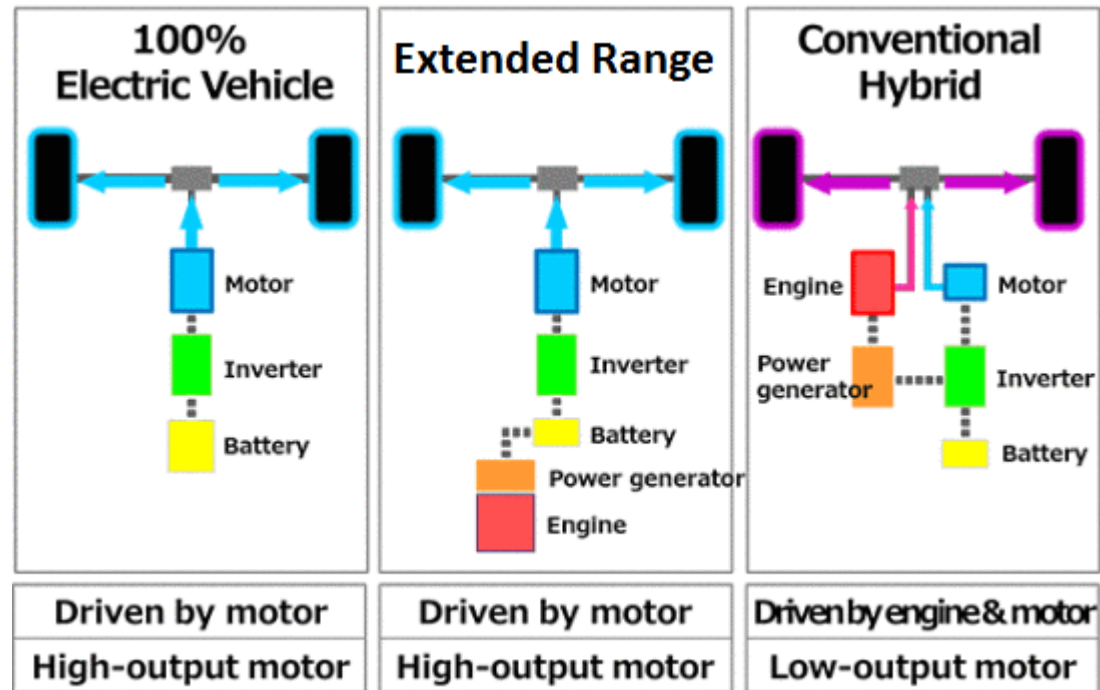 100%
Electric Vehicle
Motor
Inverter
Battery
Driven by motor
High-output motor
Extended Range
Motor
Inverter
Battery
Power generator
Engine
Driven by motor
High-output motor
Conventional
Hybrid
Engine
Motor
Power
generator
Inverter
Battery
Driven by engine & motor
Low-output motor